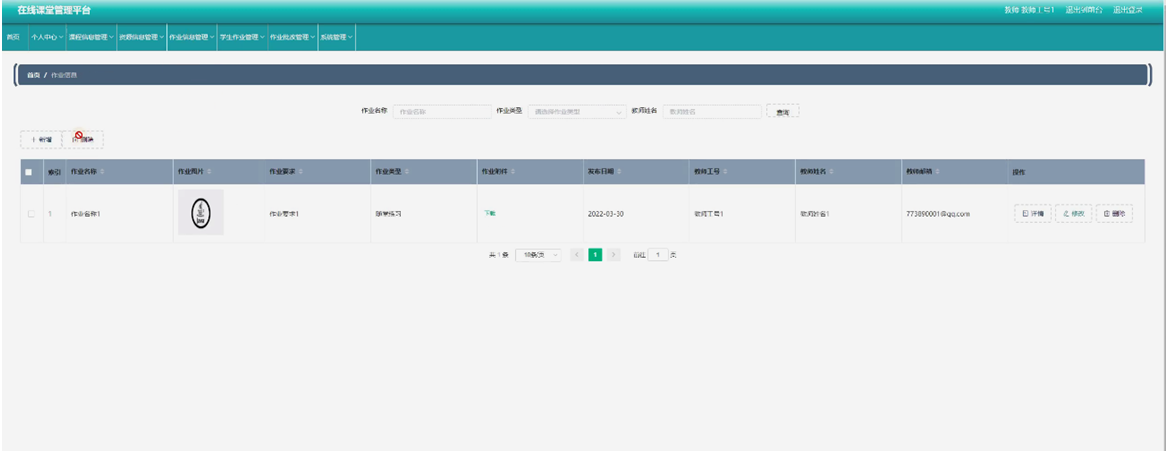 在线课堂管理平台 教师 教师工号1 退出到前台 退出登录
首页 个人中心 课程信息管理 资源信息管理 作业信息管理 学生作业管理 作业批改管理 系统管理
首页 / 作业信息
作业名称 作业名称 作业类型 请选择作业类型 教师姓名 教师姓名 查询
+ 新增 删除
索引 作业名称 作业图片 作业要求 作业类型 作业附件 发布日期 教师工号 教师姓名 教师邮箱 操作
1 作业名称1 作业要求1 随堂练习 下载 2022-03-30 教师工号1 教师姓名1 773890001@qq.com 详情 修改 删除
共 1 条 10条/页 < 1 > 前往 1 页